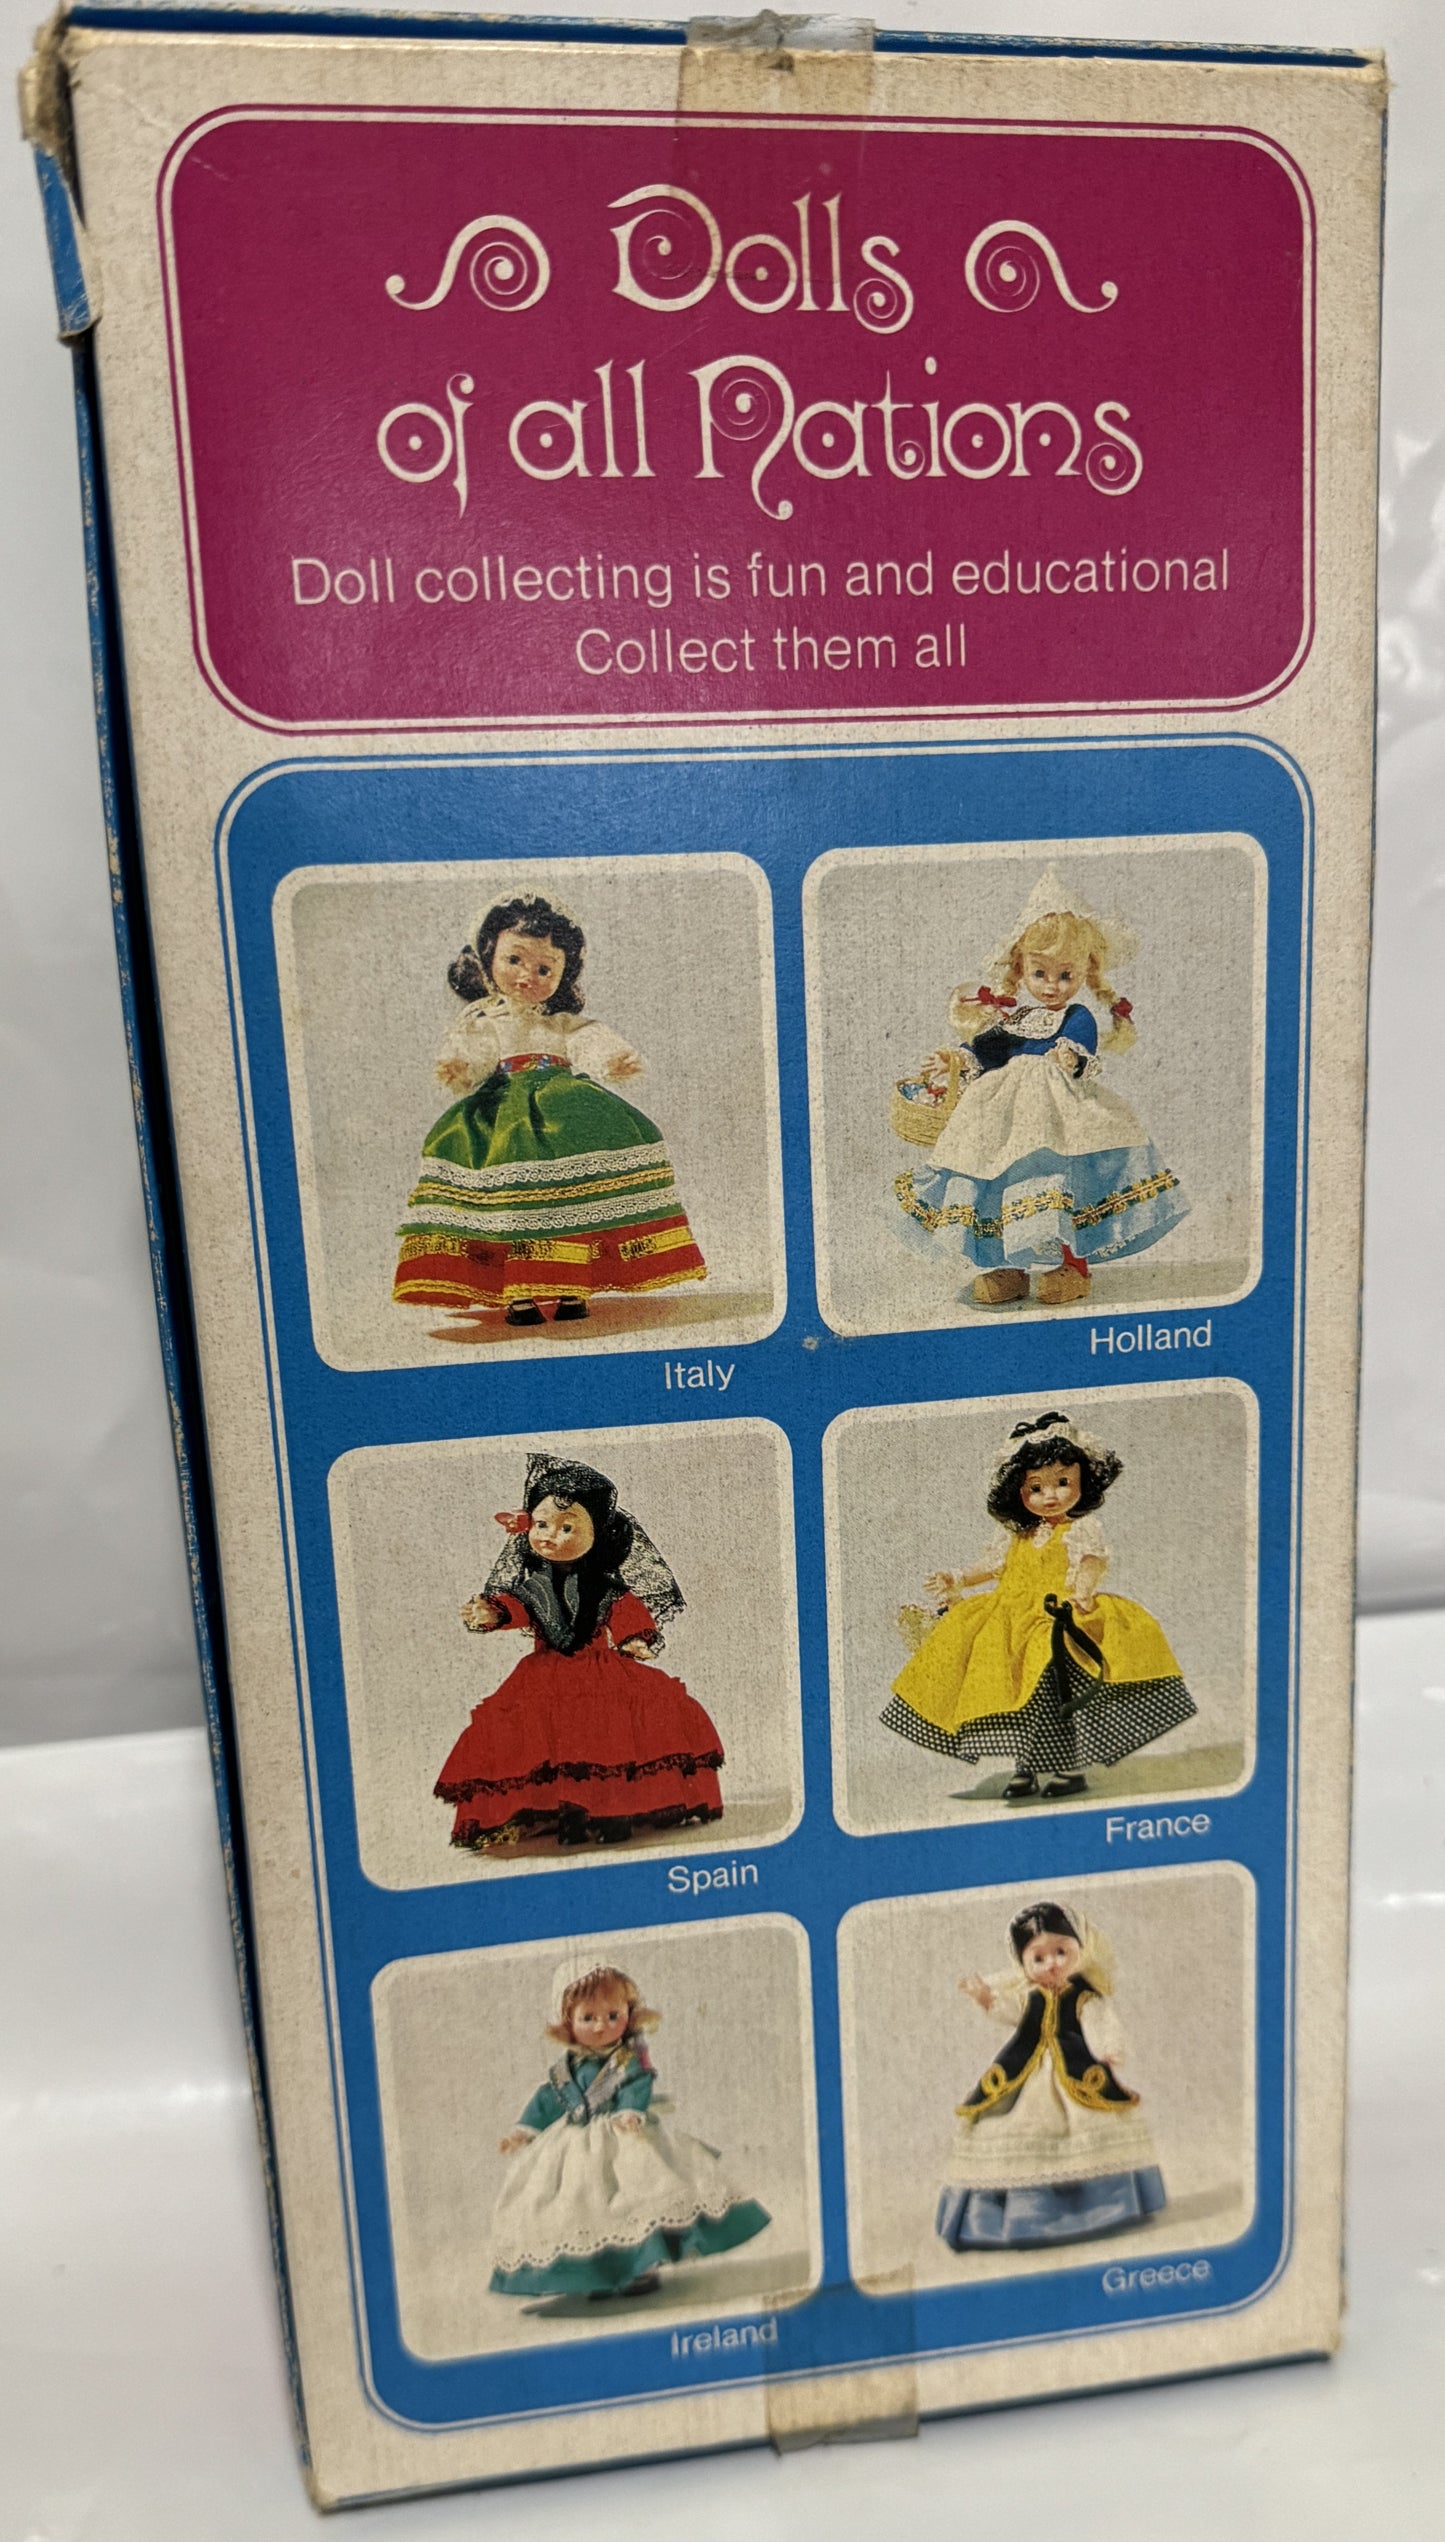 Dolls
of all Nations
Doll collecting is fun and educational
Collect them all
Italy
Holland
Spain
France
Ireland
Greece